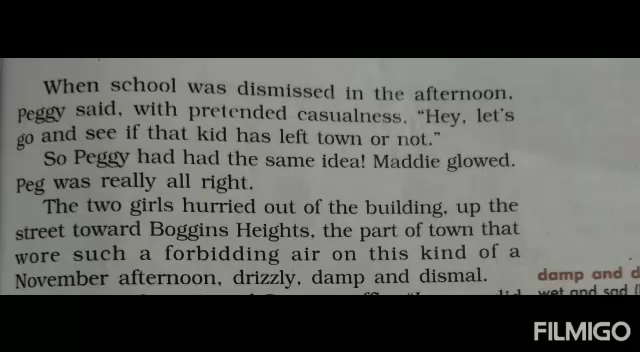 When school was dismissed in the afternoon,
Peggy said, with pretended casualness, "Hey, let's
go and see if that kid has left town or not."
So Peggy had had the same idea! Maddie glowed.
Peg was really all right.
The two girls hurried out of the building, up the
street toward Boggins Heights, the part of town that
wore such a forbidding air on this kind of a
November afternoon, drizzly, damp and dismal.
damp and d
wet and sad
FILMIGO